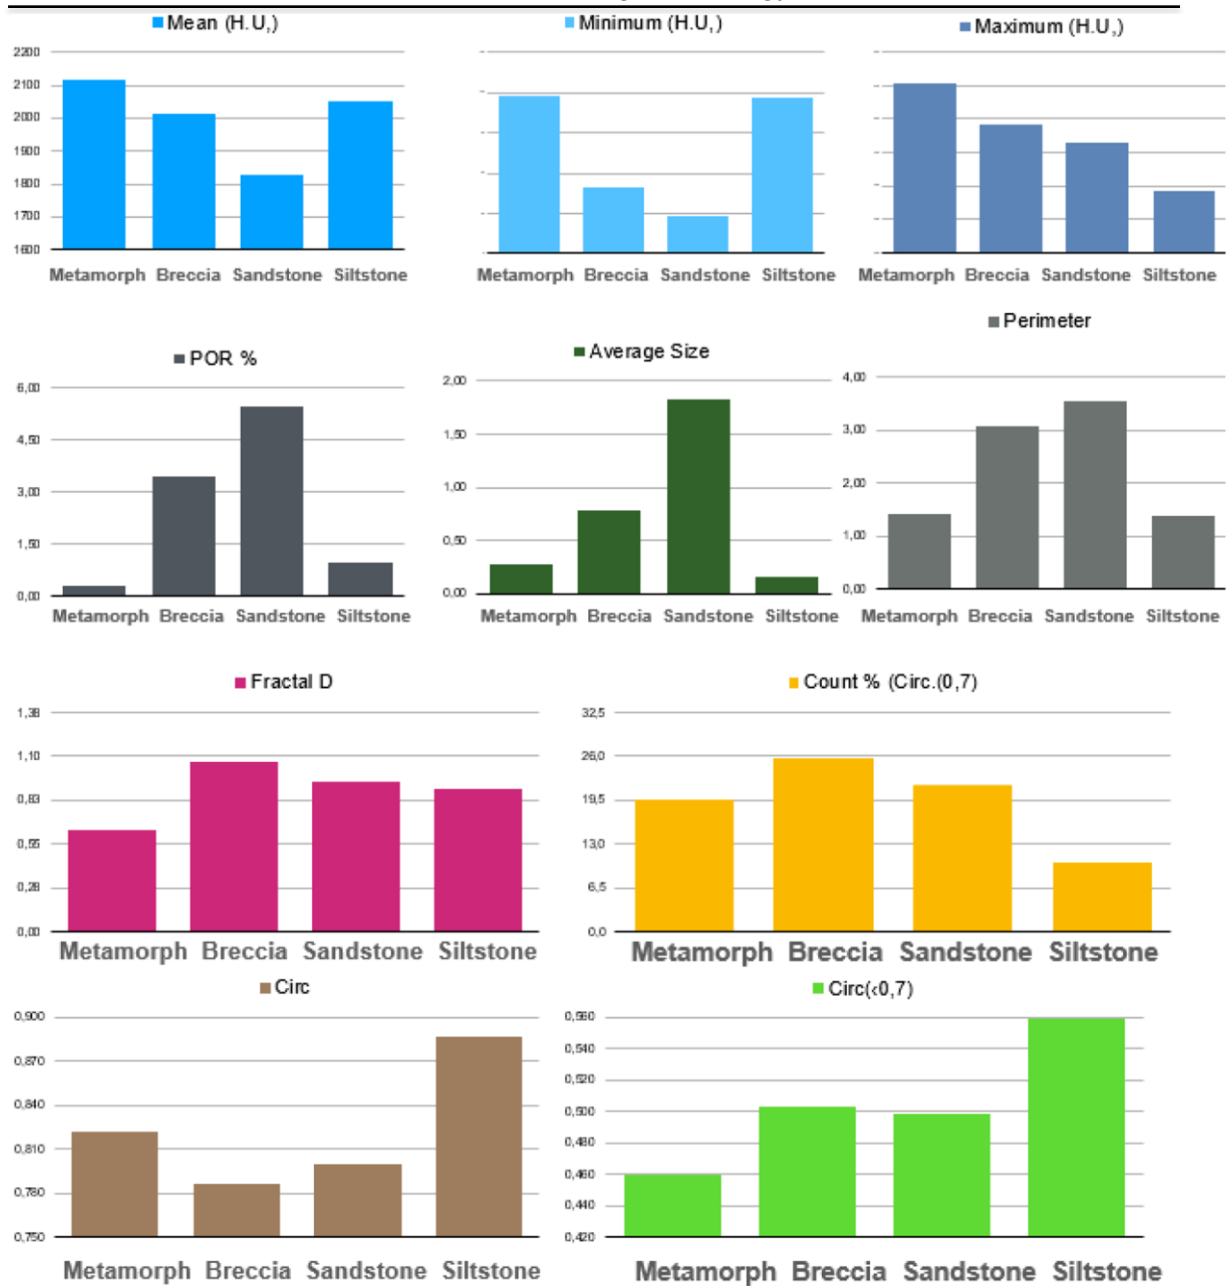 Mean (H.U,)
Minimum (H.U,)
Maximum (H.U,)
2200
2100
2000
1900
1800
1700
1600
Metamorph Breccia Sandstone Siltstone
Metamorph Breccia Sandstone Siltstone
Metamorph Breccia Sandstone Siltstone
POR %
6,00
4,50
3,00
1,50
0,00
Metamorph Breccia Sandstone Siltstone
Average Size
2,00
1,50
1,00
0,50
0,00
Metamorph Breccia Sandstone Siltstone
Perimeter
4,00
3,00
2,00
1,00
0,00
Metamorph Breccia Sandstone Siltstone
Fractal D
1,38
1,10
0,83
0,55
0,28
0,00
Metamorph Breccia Sandstone Siltstone
Count % (Circ.(0,7)
32,5
26,0
19,5
13,0
6,5
0,0
Metamorph Breccia Sandstone Siltstone
Circ
0,900
0,870
0,840
0,810
0,780
0,750
Metamorph Breccia Sandstone Siltstone
Circ(<0,7)
0,560
0,540
0,520
0,500
0,480
0,460
0,440
0,420
Metamorph Breccia Sandstone Siltstone